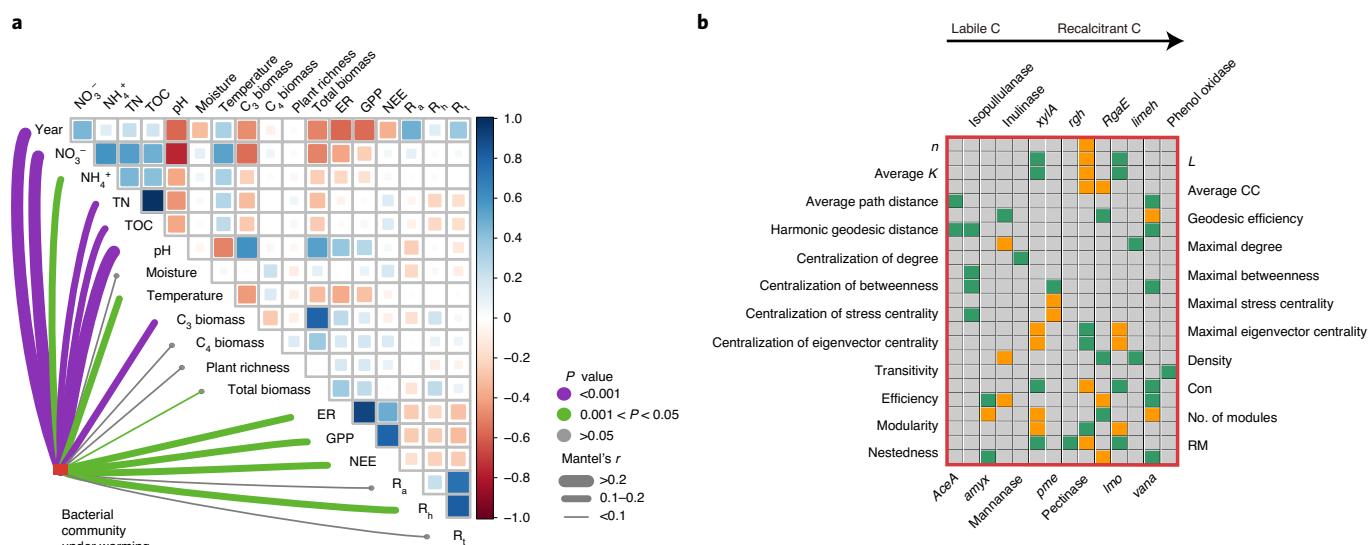 a
NO₃⁻
NH₄⁺
TN
TOC
pH
Moisture
Temperature
C₃ biomass
C₄ biomass
Plant richness
Total biomass
ER
GPP
NEE
Rₐ
Rₕ
Rₜ
Year
NO₃⁻
NH₄⁺
TN
TOC
pH
Moisture
Temperature
C₃ biomass
C₄ biomass
Plant richness
Total biomass
ER
GPP
NEE
Rₐ
Rₕ
Rₜ
1.0
0.8
0.6
0.4
0.2
0
−0.2
−0.4
−0.6
−0.8
−1.0
P value
<0.001
0.001 < P < 0.05
>0.05
Mantel's r
>0.2
0.1–0.2
<0.1
Bacterial
community
b
Labile C
Recalcitrant C
Isopullulanase
Inulinase
xylA
rgh
RgaeE
limeh
Phenol oxidase
n
L
Average K
Average CC
Average path distance
Geodesic efficiency
Harmonic geodesic distance
Maximal degree
Centralization of degree
Maximal betweenness
Centralization of betweenness
Maximal stress centrality
Centralization of stress centrality
Maximal eigenvector centrality
Centralization of eigenvector centrality
Density
Transitivity
Con
Efficiency
No. of modules
Modularity
RM
Nestedness
AceA
amyx
Mannanase
pme
Pectinase
lmo
vana